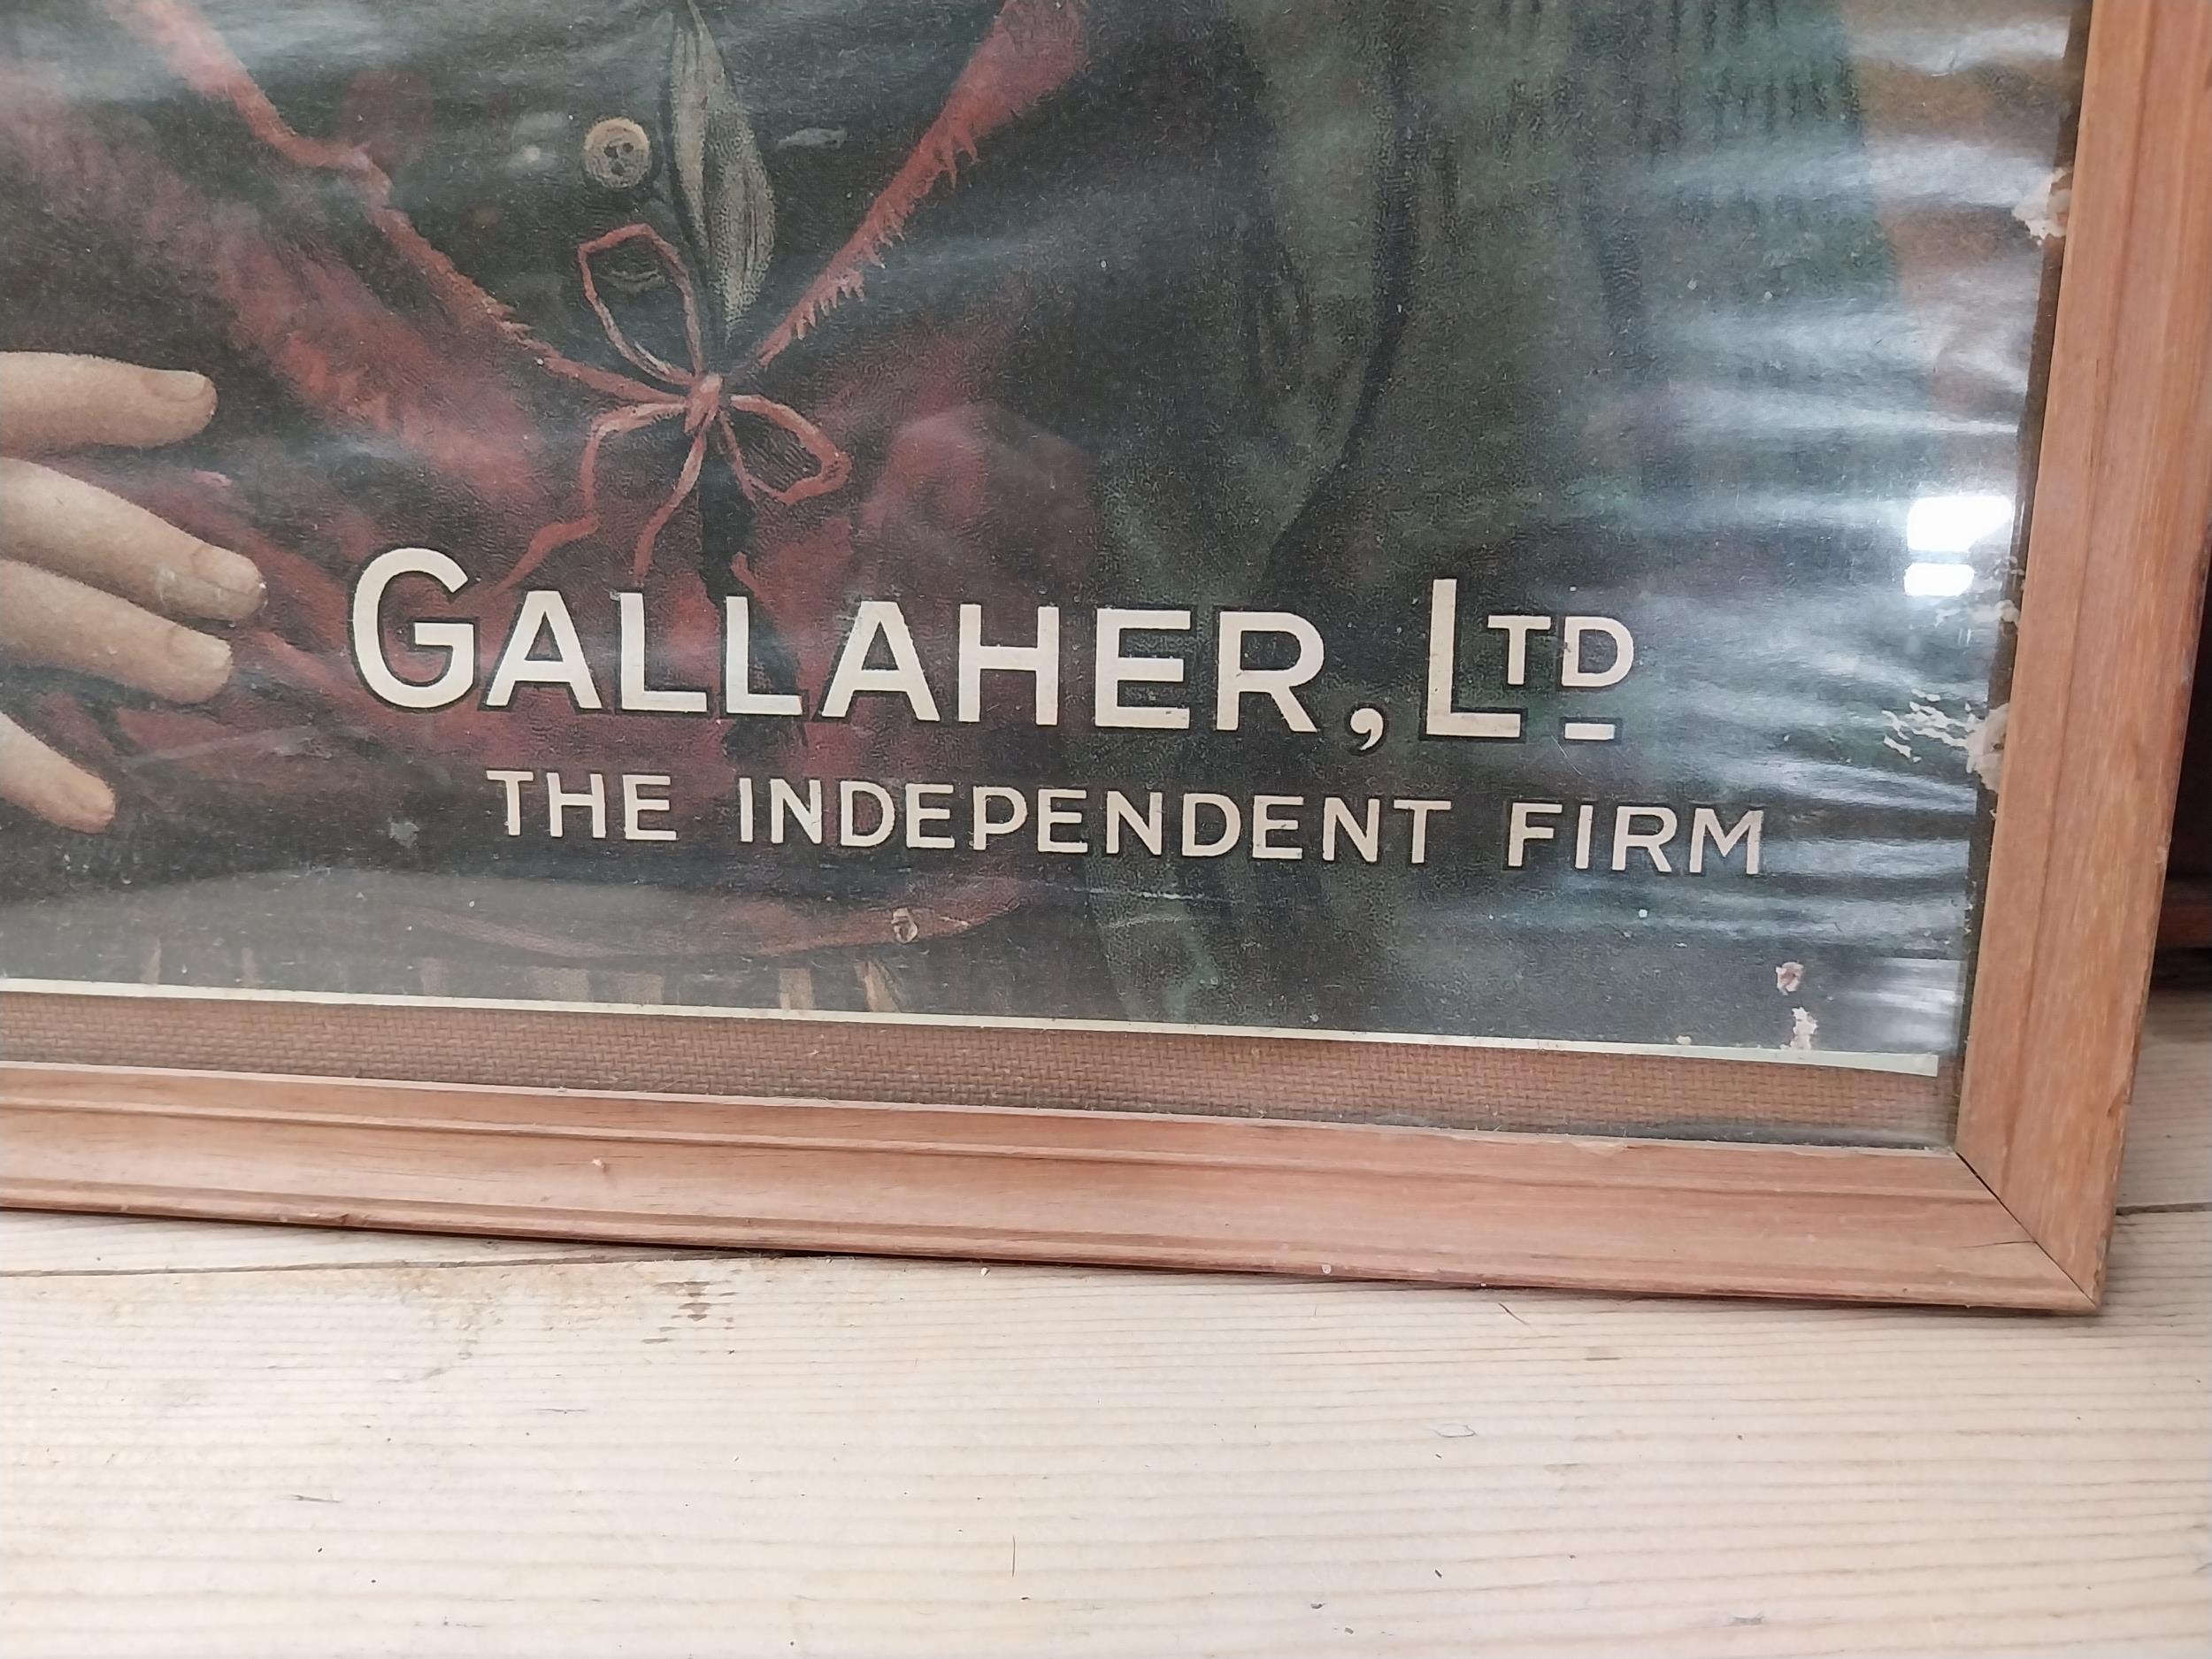 GALLAHER, LTD
THE INDEPENDENT FIRM